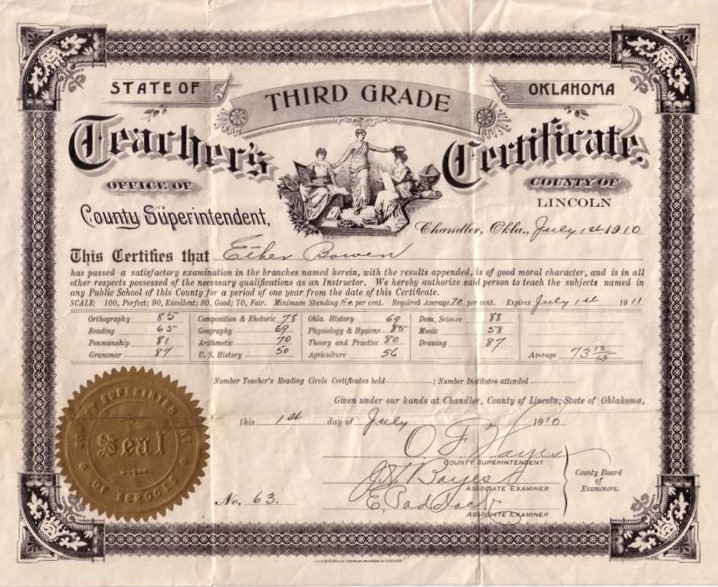 STATE OF THIRD GRADE OKLAHOMA
Teacher's Certificate.
OFFICE OF COUNTY OF
County Superintendent, LINCOLN
Chandler, Okla., July 1st 1910
This Certifies that Ether Bowen
has passed a satisfactory examination in the branches named herein, with the results appended, is of good moral character, and is in all
other respects possessed of the necessary qualifications as an Instructor. We hereby authorize said person to teach the subjects named in
any Public School of this County for a period of one year from the date of this Certificate.
SCALE: 100, Perfect; 90, Excellent; 80, Good; 70, Fair. Minimum Standing 50 per cent. Required Average 70 per cent. Expires July 1st 1911
Orthography 85 Composition & Rhetoric 78 Okla. History 69 Dom. Science 88
Reading 65 Geography 69 Physiology & Hygiene 85 Music 53
Penmanship 81 Arithmetic 70 Theory and Practice 80 Drawing 87
Grammar 87 U. S. History 50 Agriculture 56 Average 73 13/15
Number Teacher's Reading Circle Certificates held ; Number Institutes attended
Given under our hands at Chandler, County of Lincoln, State of Oklahoma,
this 1st day of July 1910
O. F. Hayes
COUNTY SUPERINTENDENT
ASSOCIATE EXAMINER
E. Paddock
ASSOCIATE EXAMINER
County Board
of
Examiners.
Seal
OF SCHOOLS
No. 63.